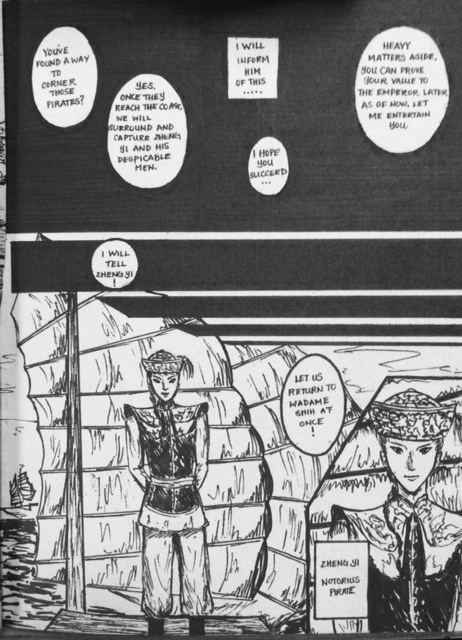 YOU'VE
FOUND A WAY
TO
CORNER
THOSE
PIRATES?
YES.
ONCE THEY
REACH THE COAST,
WE WILL
SURROUND AND
CAPTURE ZHENG
YI AND HIS
DESPICABLE
MEN.
I WILL
INFORM
HIM
OF THIS
.....
I HOPE
YOU
SUCCEED
...
HEAVY
MATTERS ASIDE,
YOU CAN PROVE
YOUR VALUE TO
THE EMPEROR LATER.
AS OF NOW, LET
ME ENTERTAIN
YOU
I WILL
TELL
ZHENG YI
!
LET US
RETURN TO
MADAME
SHIH AT
ONCE
!
ZHENG YI
NOTORIUS
PIRATE